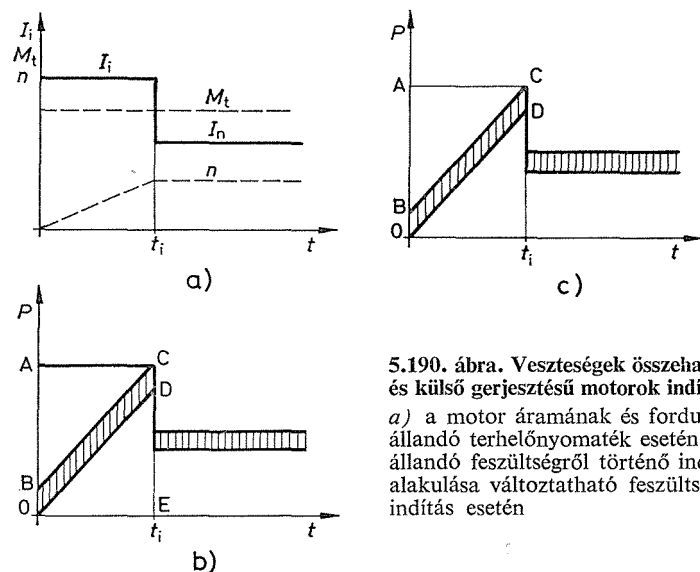 I_i
M_t
n
I_i
M_t
I_n
n
t_i
t
a)
P
A
C
D
B
0
t_i
t
c)
P
A
C
D
B
0
E
t_i
t
b)
5.190. ábra. Veszteségek összeha
és külső gerjesztésű motorok indí
a) a motor áramának és fordu
állandó terhelőnyomaték esetén
állandó feszültségről történő ind
alakulása változtatható feszülts
indítás esetén